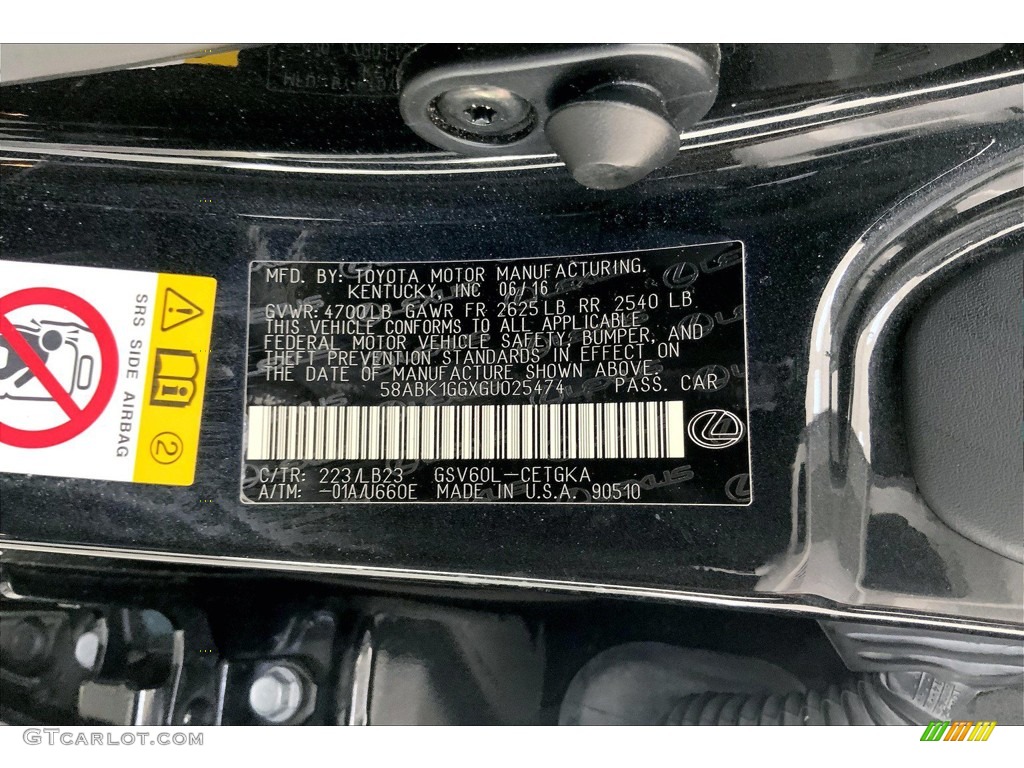 MFD. BY: TOYOTA MOTOR MANUFACTURING.
KENTUCKY, INC 06/16
GVWR: 4700LB GAWR FR 2625LB RR 2540 LB
THIS VEHICLE CONFORMS TO ALL APPLICABLE
FEDERAL MOTOR VEHICLE SAFETY, BUMPER, AND
THEFT PREVENTION STANDARDS IN EFFECT ON
THE DATE OF MANUFACTURE SHOWN ABOVE.
58ABK1GGXGU025474 PASS. CAR
C/TR: 223/LB23 GSV60L-CETGKA
A/TM: -01A/U660E MADE IN U.S.A. 90510
SRS SIDE AIRBAG
2
GTCarlot.com